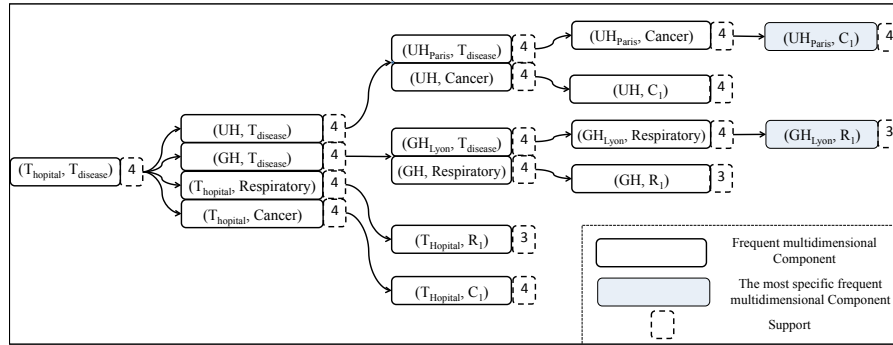 (UH_Paris, Cancer) 4
(UH_Paris, C_1) 4
(UH_Paris, T_disease) 4
(UH, Cancer) 4
(UH, C_1) 4
(UH, T_disease) 4
(GH, T_disease) 4
(T_hopital, Respiratory) 4
(T_hopital, Cancer) 4
(T_hopital, T_disease) 4
(GH_Lyon, T_disease) 4
(GH, Respiratory) 4
(GH_Lyon, Respiratory) 4
(GH_Lyon, R_1) 3
(GH, R_1) 3
(T_Hopital, R_1) 3
(T_Hopital, C_1) 4
Frequent multidimensional
Component
The most specific frequent
multidimensional Component
Support